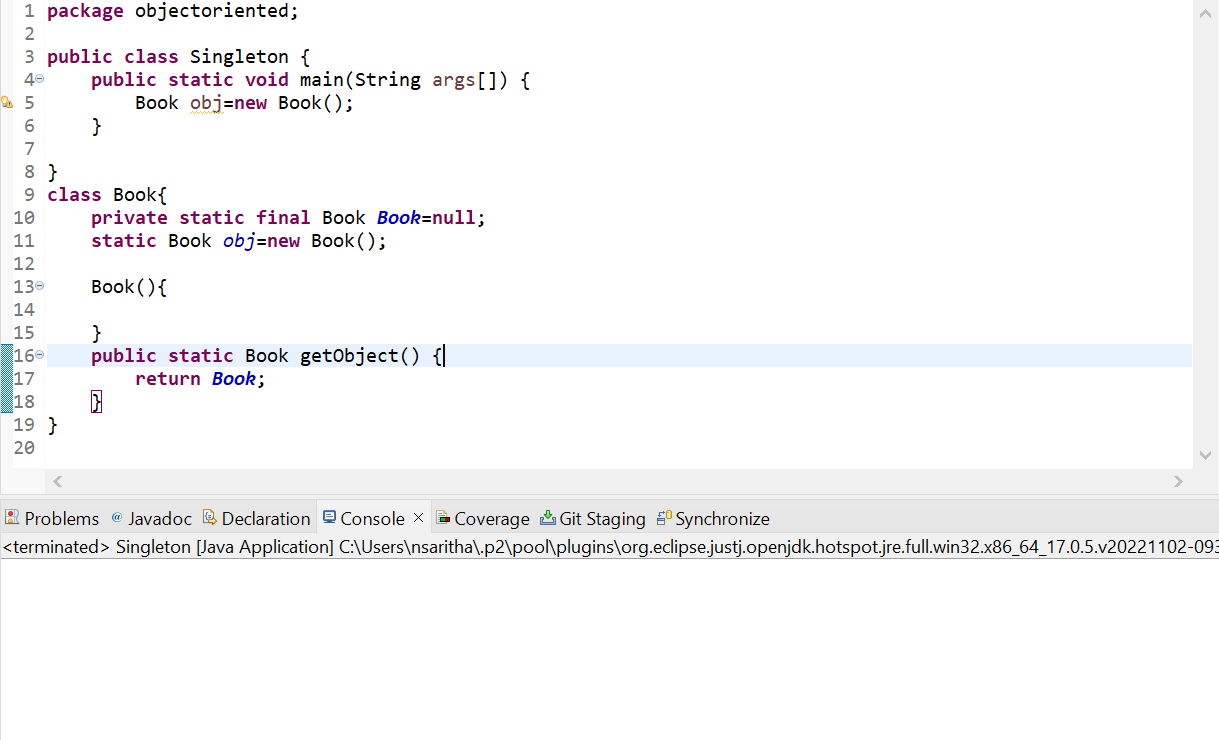 1 package objectoriented;
2
3 public class Singleton {
4 public static void main(String args[]) {
5 Book obj=new Book();
6 }
7
8 }
9 class Book{
10 private static final Book Book=null;
11 static Book obj=new Book();
12
13 Book(){
14
15 }
16 public static Book getObject() {
17 return Book;
18 }
19 }
20
Problems @ Javadoc Declaration Console Coverage Git Staging Synchronize
<terminated> Singleton [Java Application] C:\Users\nsaritha\.p2\pool\plugins\org.eclipse.justj.openjdk.hotspot.jre.full.win32.x86_64_17.0.5.v20221102-093